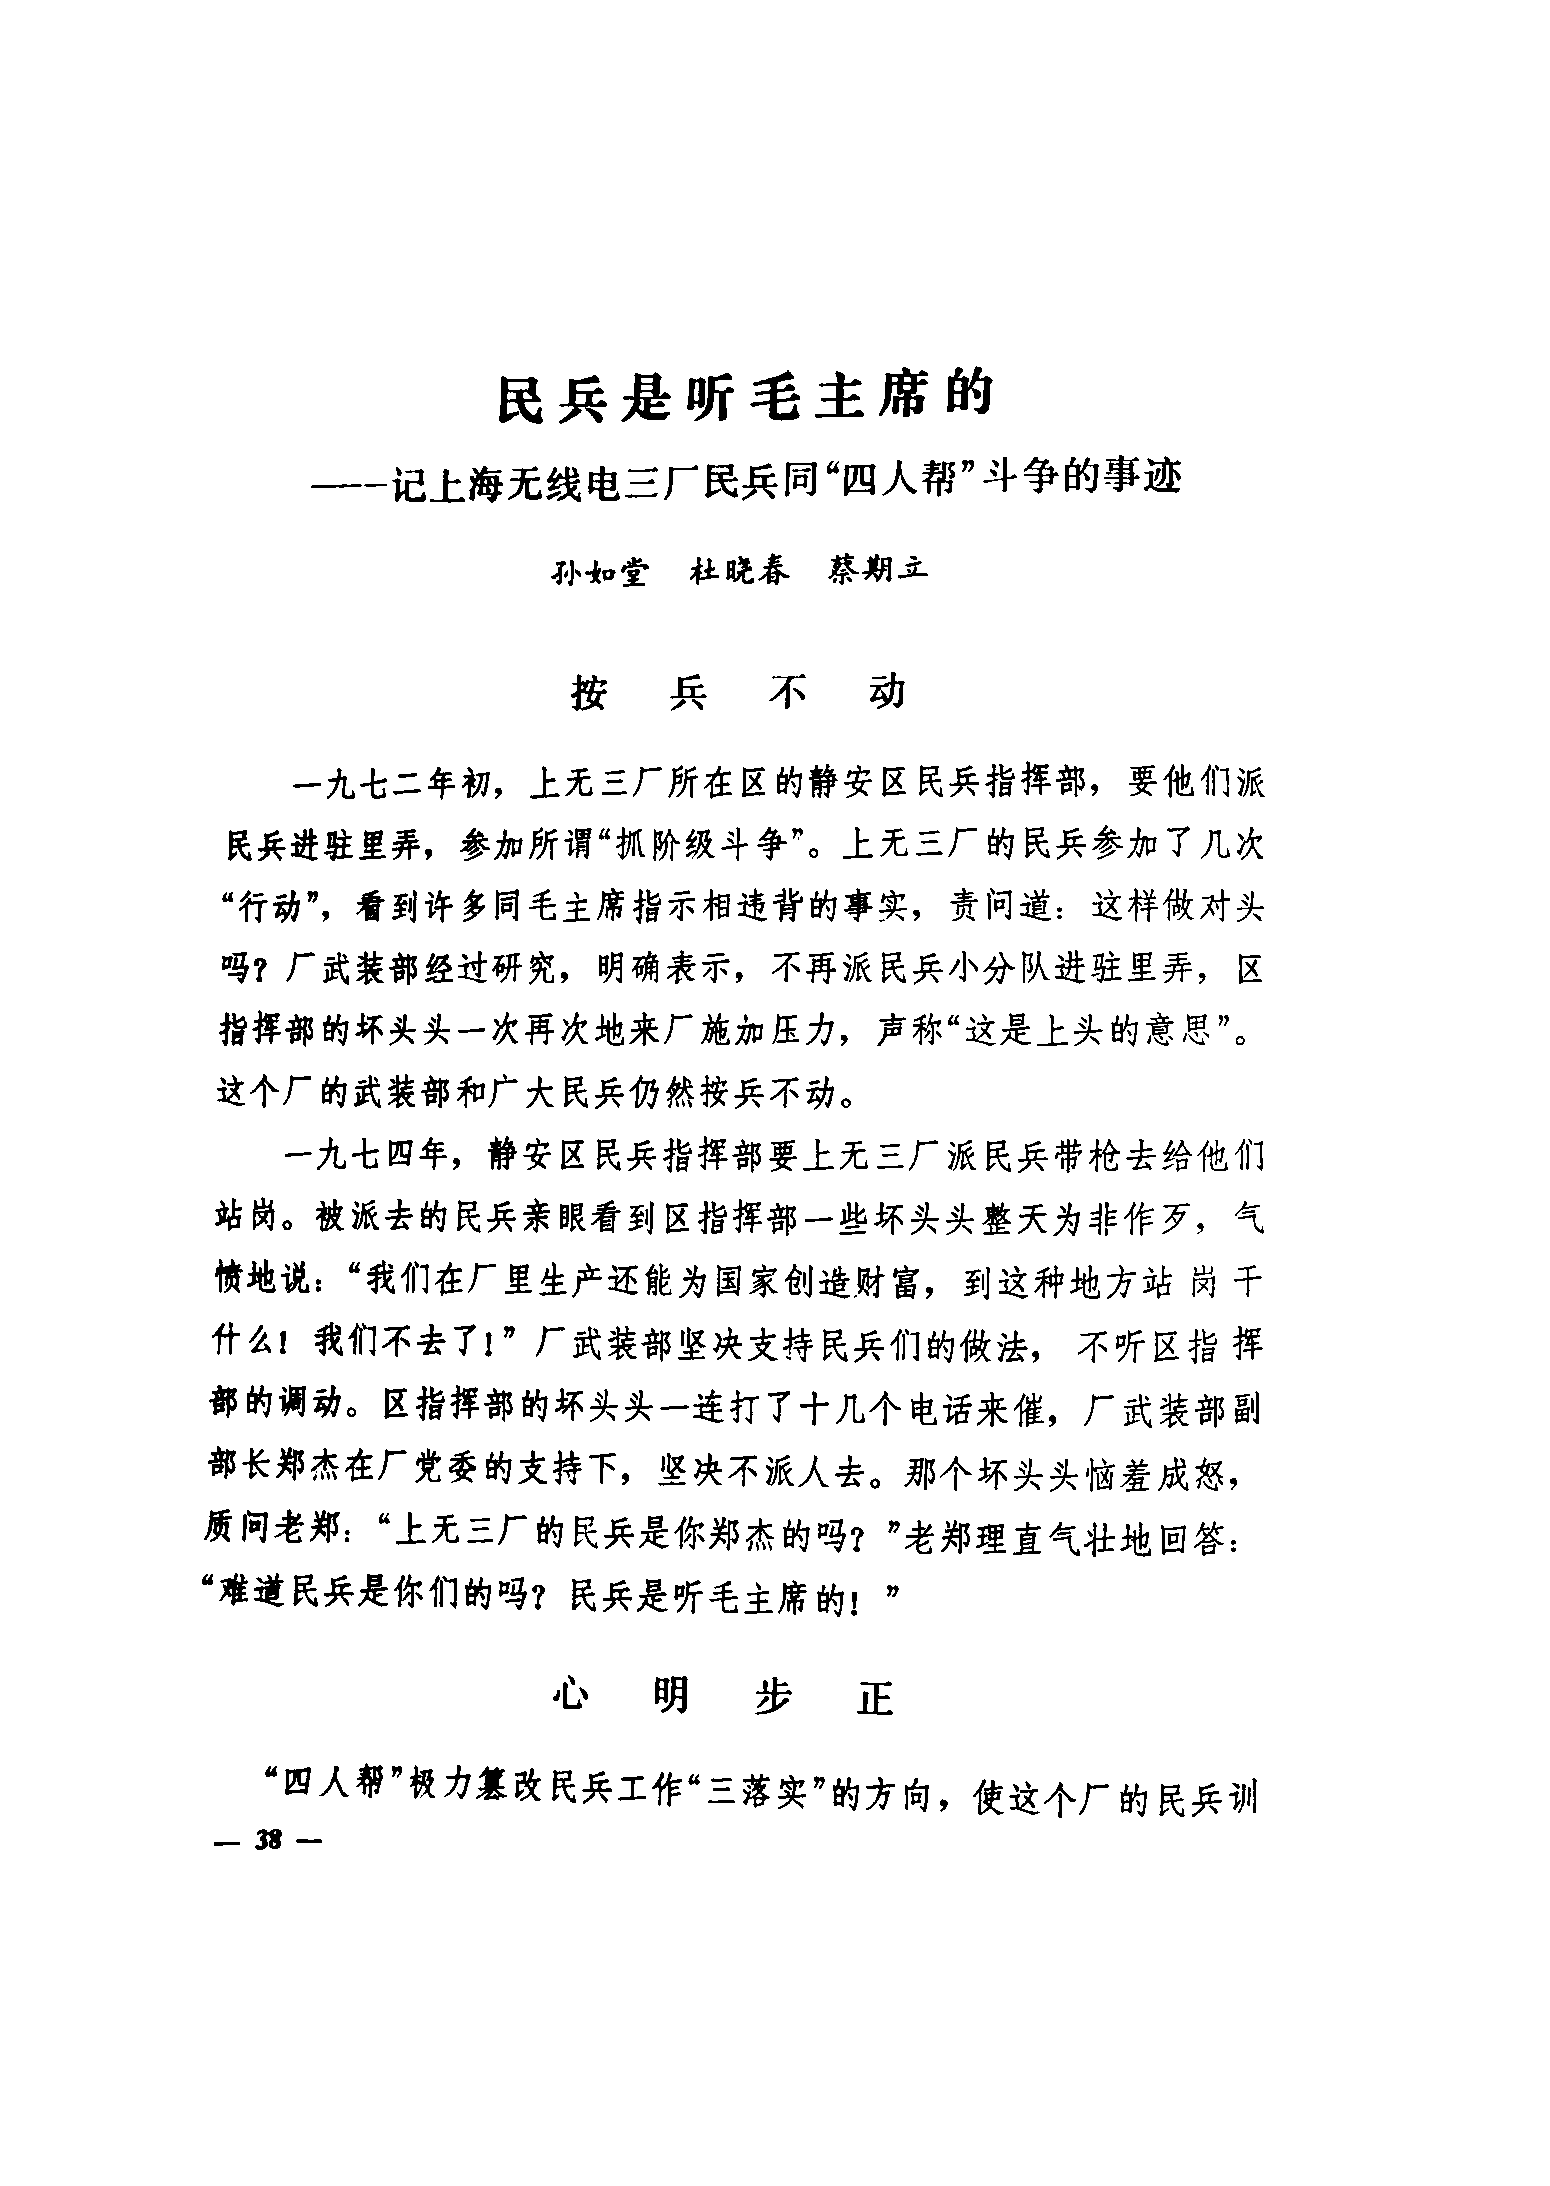 民兵是听毛主席的
——记上海无线电三厂民兵同“四人帮”斗争的事迹
孙如堂　杜晓春　蔡期立
按　兵　不　动
一九七二年初，上无三厂所在区的静安区民兵指挥部，要他们派
民兵进驻里弄，参加所谓“抓阶级斗争”。上无三厂的民兵参加了几次
“行动”，看到许多同毛主席指示相违背的事实，责问道：这样做对头
吗？厂武装部经过研究，明确表示，不再派民兵小分队进驻里弄，区
指挥部的坏头头一次再次地来厂施加压力，声称“这是上头的意思”。
这个厂的武装部和广大民兵仍然按兵不动。
一九七四年，静安区民兵指挥部要上无三厂派民兵带枪去给他们
站岗。被派去的民兵亲眼看到区指挥部一些坏头头整天为非作歹，气
愤地说：“我们在厂里生产还能为国家创造财富，到这种地方站岗干
什么！我们不去了！”厂武装部坚决支持民兵们的做法，不听区指挥
部的调动。区指挥部的坏头头一连打了十几个电话来催，厂武装部副
部长郑杰在厂党委的支持下，坚决不派人去。那个坏头头恼羞成怒，
质问老郑：“上无三厂的民兵是你郑杰的吗？”老郑理直气壮地回答：
“难道民兵是你们的吗？民兵是听毛主席的！”
心　明　步　正
“四人帮”极力篡改民兵工作“三落实”的方向，使这个厂的民兵训
— 38 —